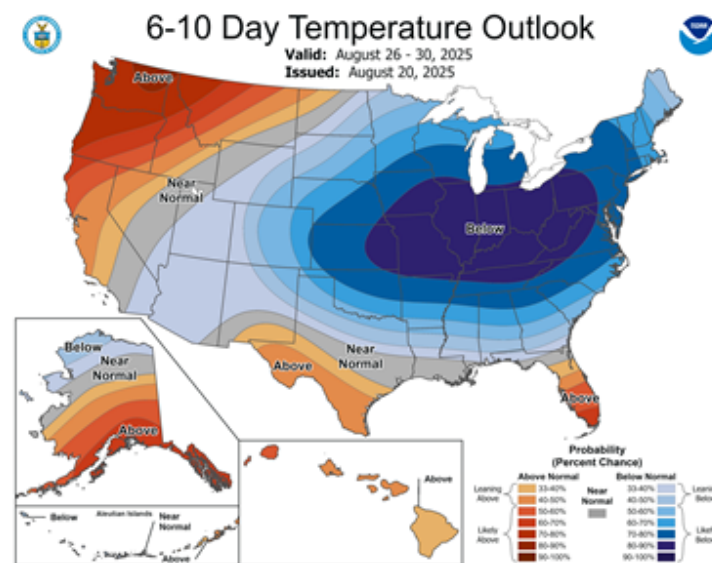 6-10 Day Temperature Outlook
Valid: August 26 - 30, 2025
Issued: August 20, 2025
NOAA
Above
Near
Normal
Below
Above
Near
Normal
Above
Below
Near
Normal
Above
Below
Aleutian Islands
Near
Normal
Above
Above
Probability
(Percent Chance)
Above Normal
Near
Normal
Below Normal
Leaning
Above
Likely
Above
33-40%
40-50%
50-60%
60-70%
70-80%
80-90%
90-100%
33-40%
40-50%
50-60%
60-70%
70-80%
80-90%
90-100%